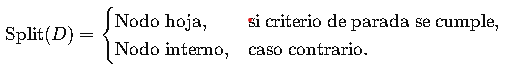 Split(D) = { Nodo hoja, si criterio de parada se cumple,
Nodo interno, caso contrario.